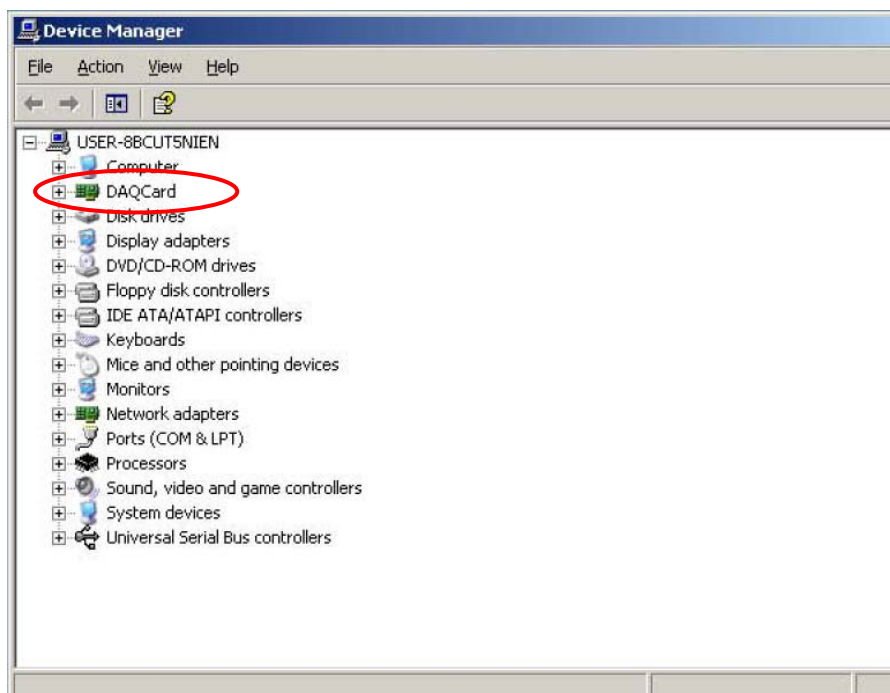 Device Manager
File Action View Help
USER-8BCUT5NIEN
Computer
DAQCard
Disk drives
Display adapters
DVD/CD-ROM drives
Floppy disk controllers
IDE ATA/ATAPI controllers
Keyboards
Mice and other pointing devices
Monitors
Network adapters
Ports (COM & LPT)
Processors
Sound, video and game controllers
System devices
Universal Serial Bus controllers